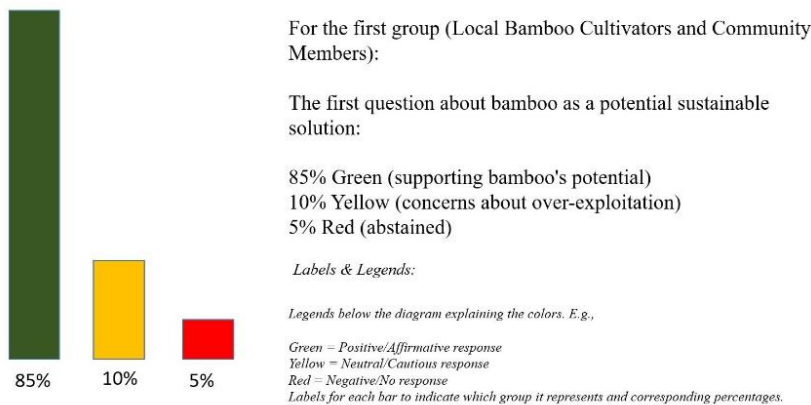 For the first group (Local Bamboo Cultivators and Community
Members):
The first question about bamboo as a potential sustainable
solution:
85% Green (supporting bamboo's potential)
10% Yellow (concerns about over-exploitation)
5% Red (abstained)
Labels & Legends:
Legends below the diagram explaining the colors. E.g.,
Green = Positive/Affirmative response
Yellow = Neutral/Cautious response
Red = Negative/No response
Labels for each bar to indicate which group it represents and corresponding percentages.
85% 10% 5%